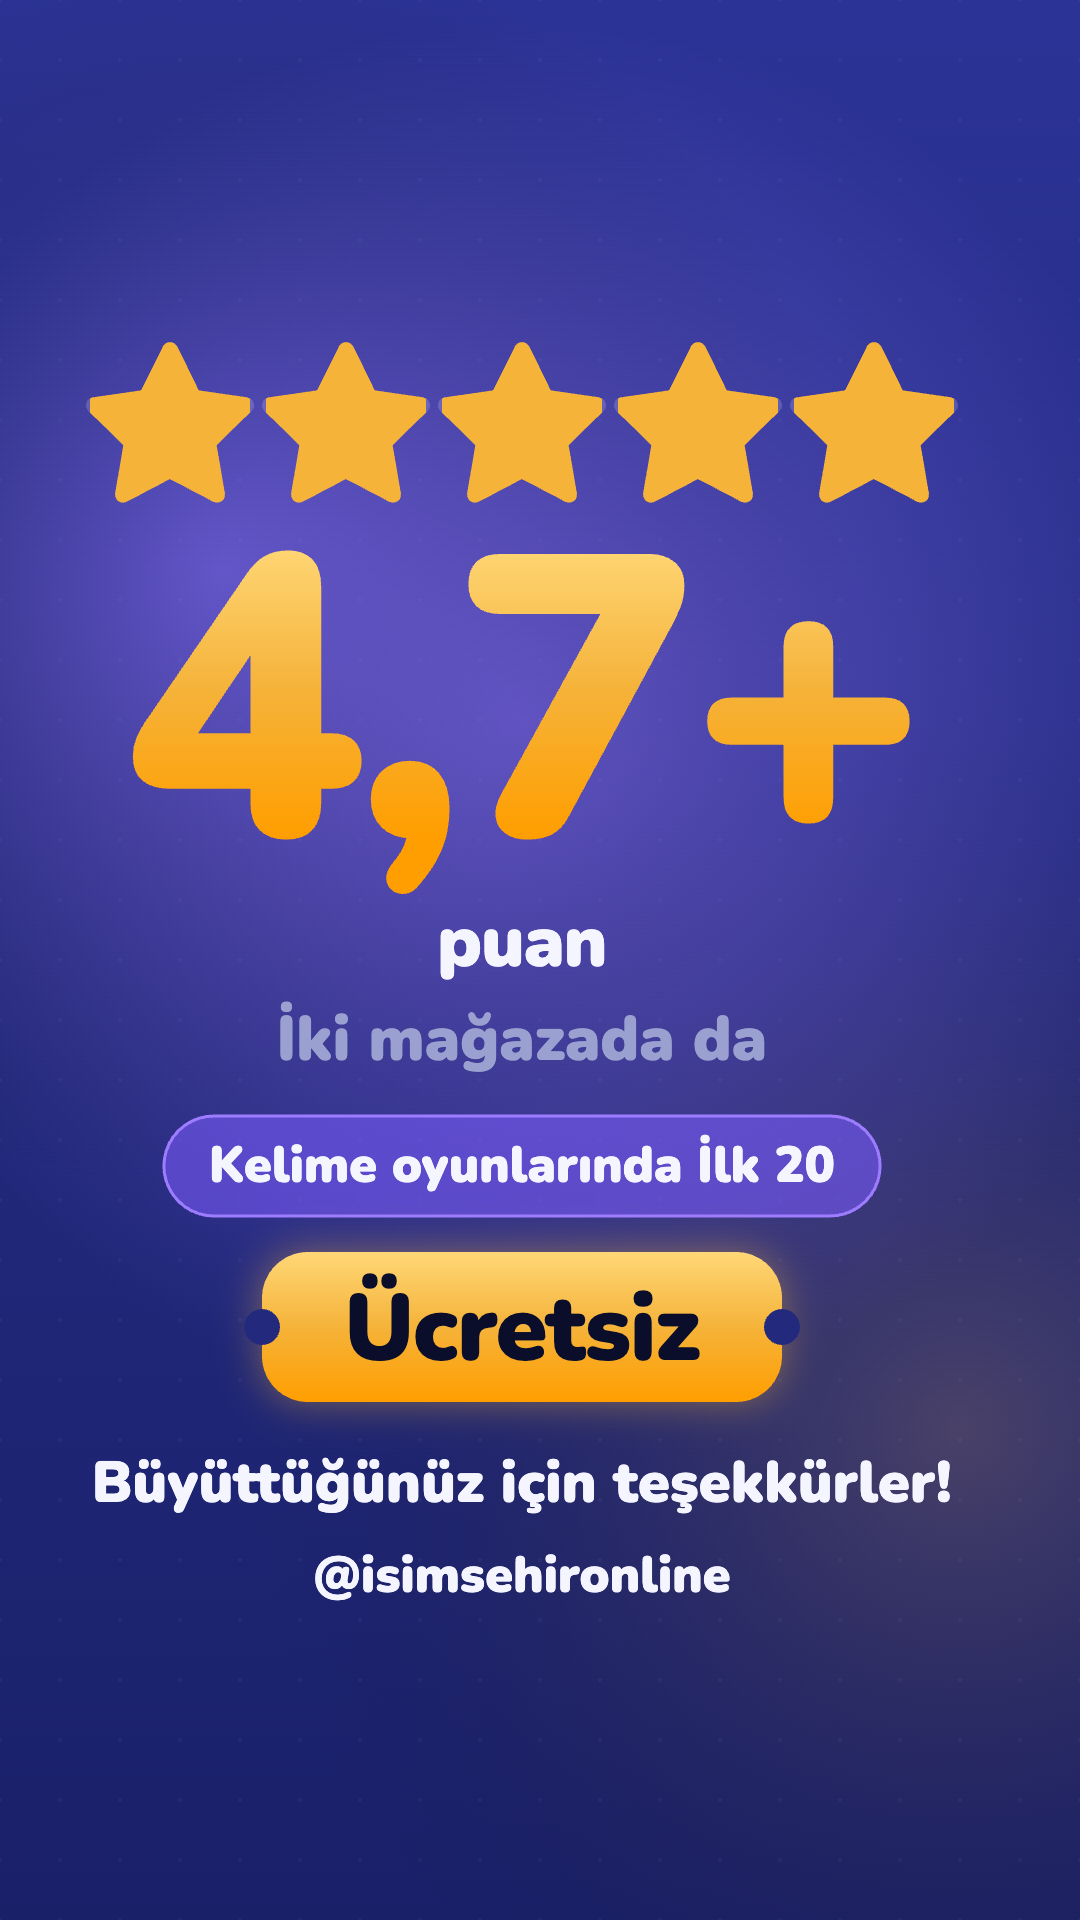 4,7+
puan
İki mağazada da
Kelime oyunlarında İlk 20
Ücretsiz
Büyüttüğünüz için teşekkürler!
@isimsehironline